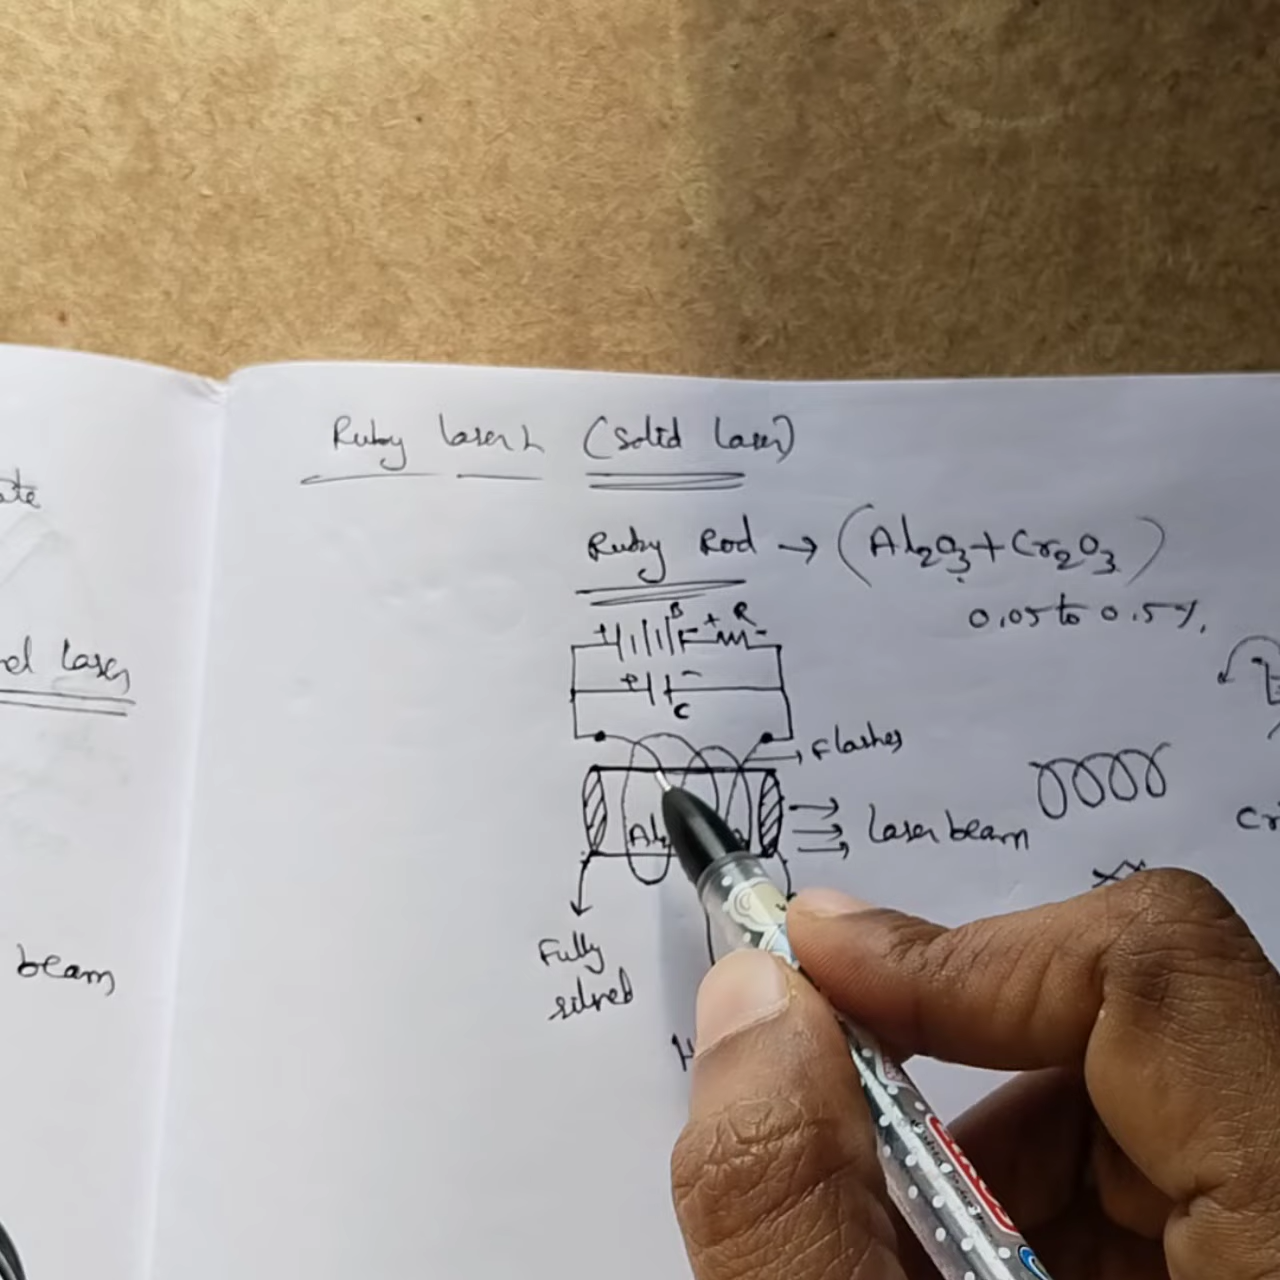 Ruby laser (Solid laser)
Ruby Rod → (Al₂O₃ + Cr₂O₃)
0.05 to 0.5%.
B + R
+ -
+ -
C
Flashes
Al
Laser beam
Fully
silvred
beam